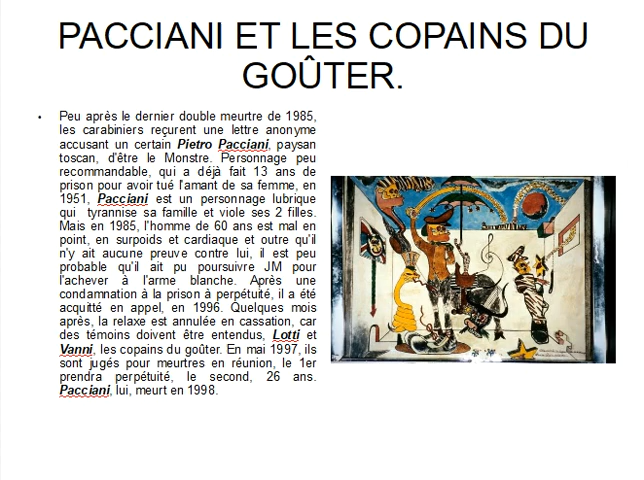 PACCIANI ET LES COPAINS DU
GOÛTER.
• Peu après le dernier double meurtre de 1985,
les carabiniers reçurent une lettre anonyme
accusant un certain Pietro Pacciani, paysan
toscan, d'être le Monstre. Personnage peu
recommandable, qui a déjà fait 13 ans de
prison pour avoir tué l'amant de sa femme, en
1951, Pacciani est un personnage lubrique
qui tyrannise sa famille et viole ses 2 filles.
Mais en 1985, l'homme de 60 ans est mal en
point, en surpoids et cardiaque et outre qu'il
n'y ait aucune preuve contre lui, il est peu
probable qu'il ait pu poursuivre JM pour
l'achever à l'arme blanche. Après une
condamnation à la prison à perpétuité, il a été
acquitté en appel, en 1996. Quelques mois
après, la relaxe est annulée en cassation, car
des témoins doivent être entendus, Lotti et
Vanni, les copains du goûter. En mai 1997, ils
sont jugés pour meurtres en réunion, le 1er
prendra perpétuité, le second, 26 ans.
Pacciani, lui, meurt en 1998.